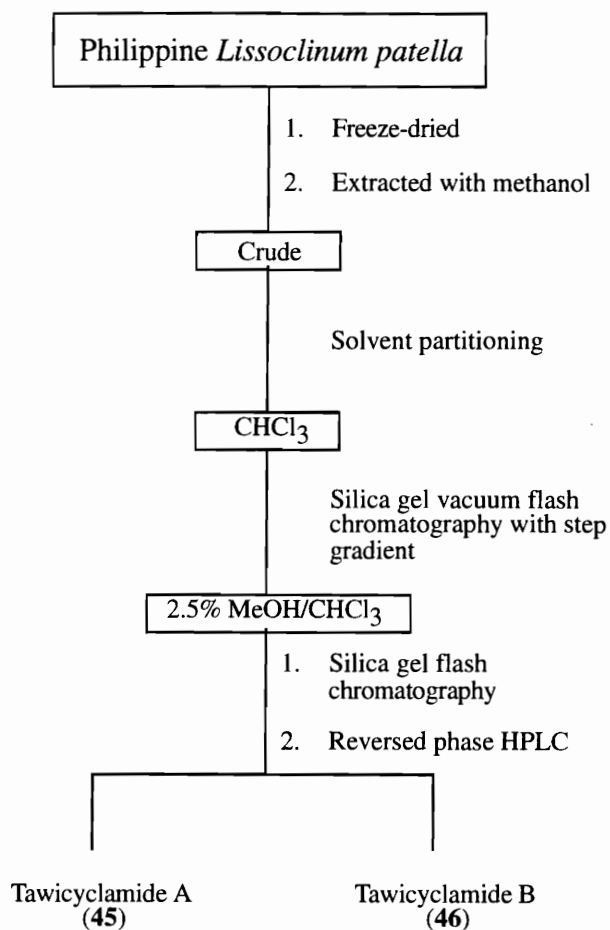 Philippine Lissoclinum patella
1. Freeze-dried
2. Extracted with methanol
Crude
Solvent partitioning
CHCl3
Silica gel vacuum flash
chromatography with step
gradient
2.5% MeOH/CHCl3
1. Silica gel flash
chromatography
2. Reversed phase HPLC
Tawicyclamide A
(45)
Tawicyclamide B
(46)